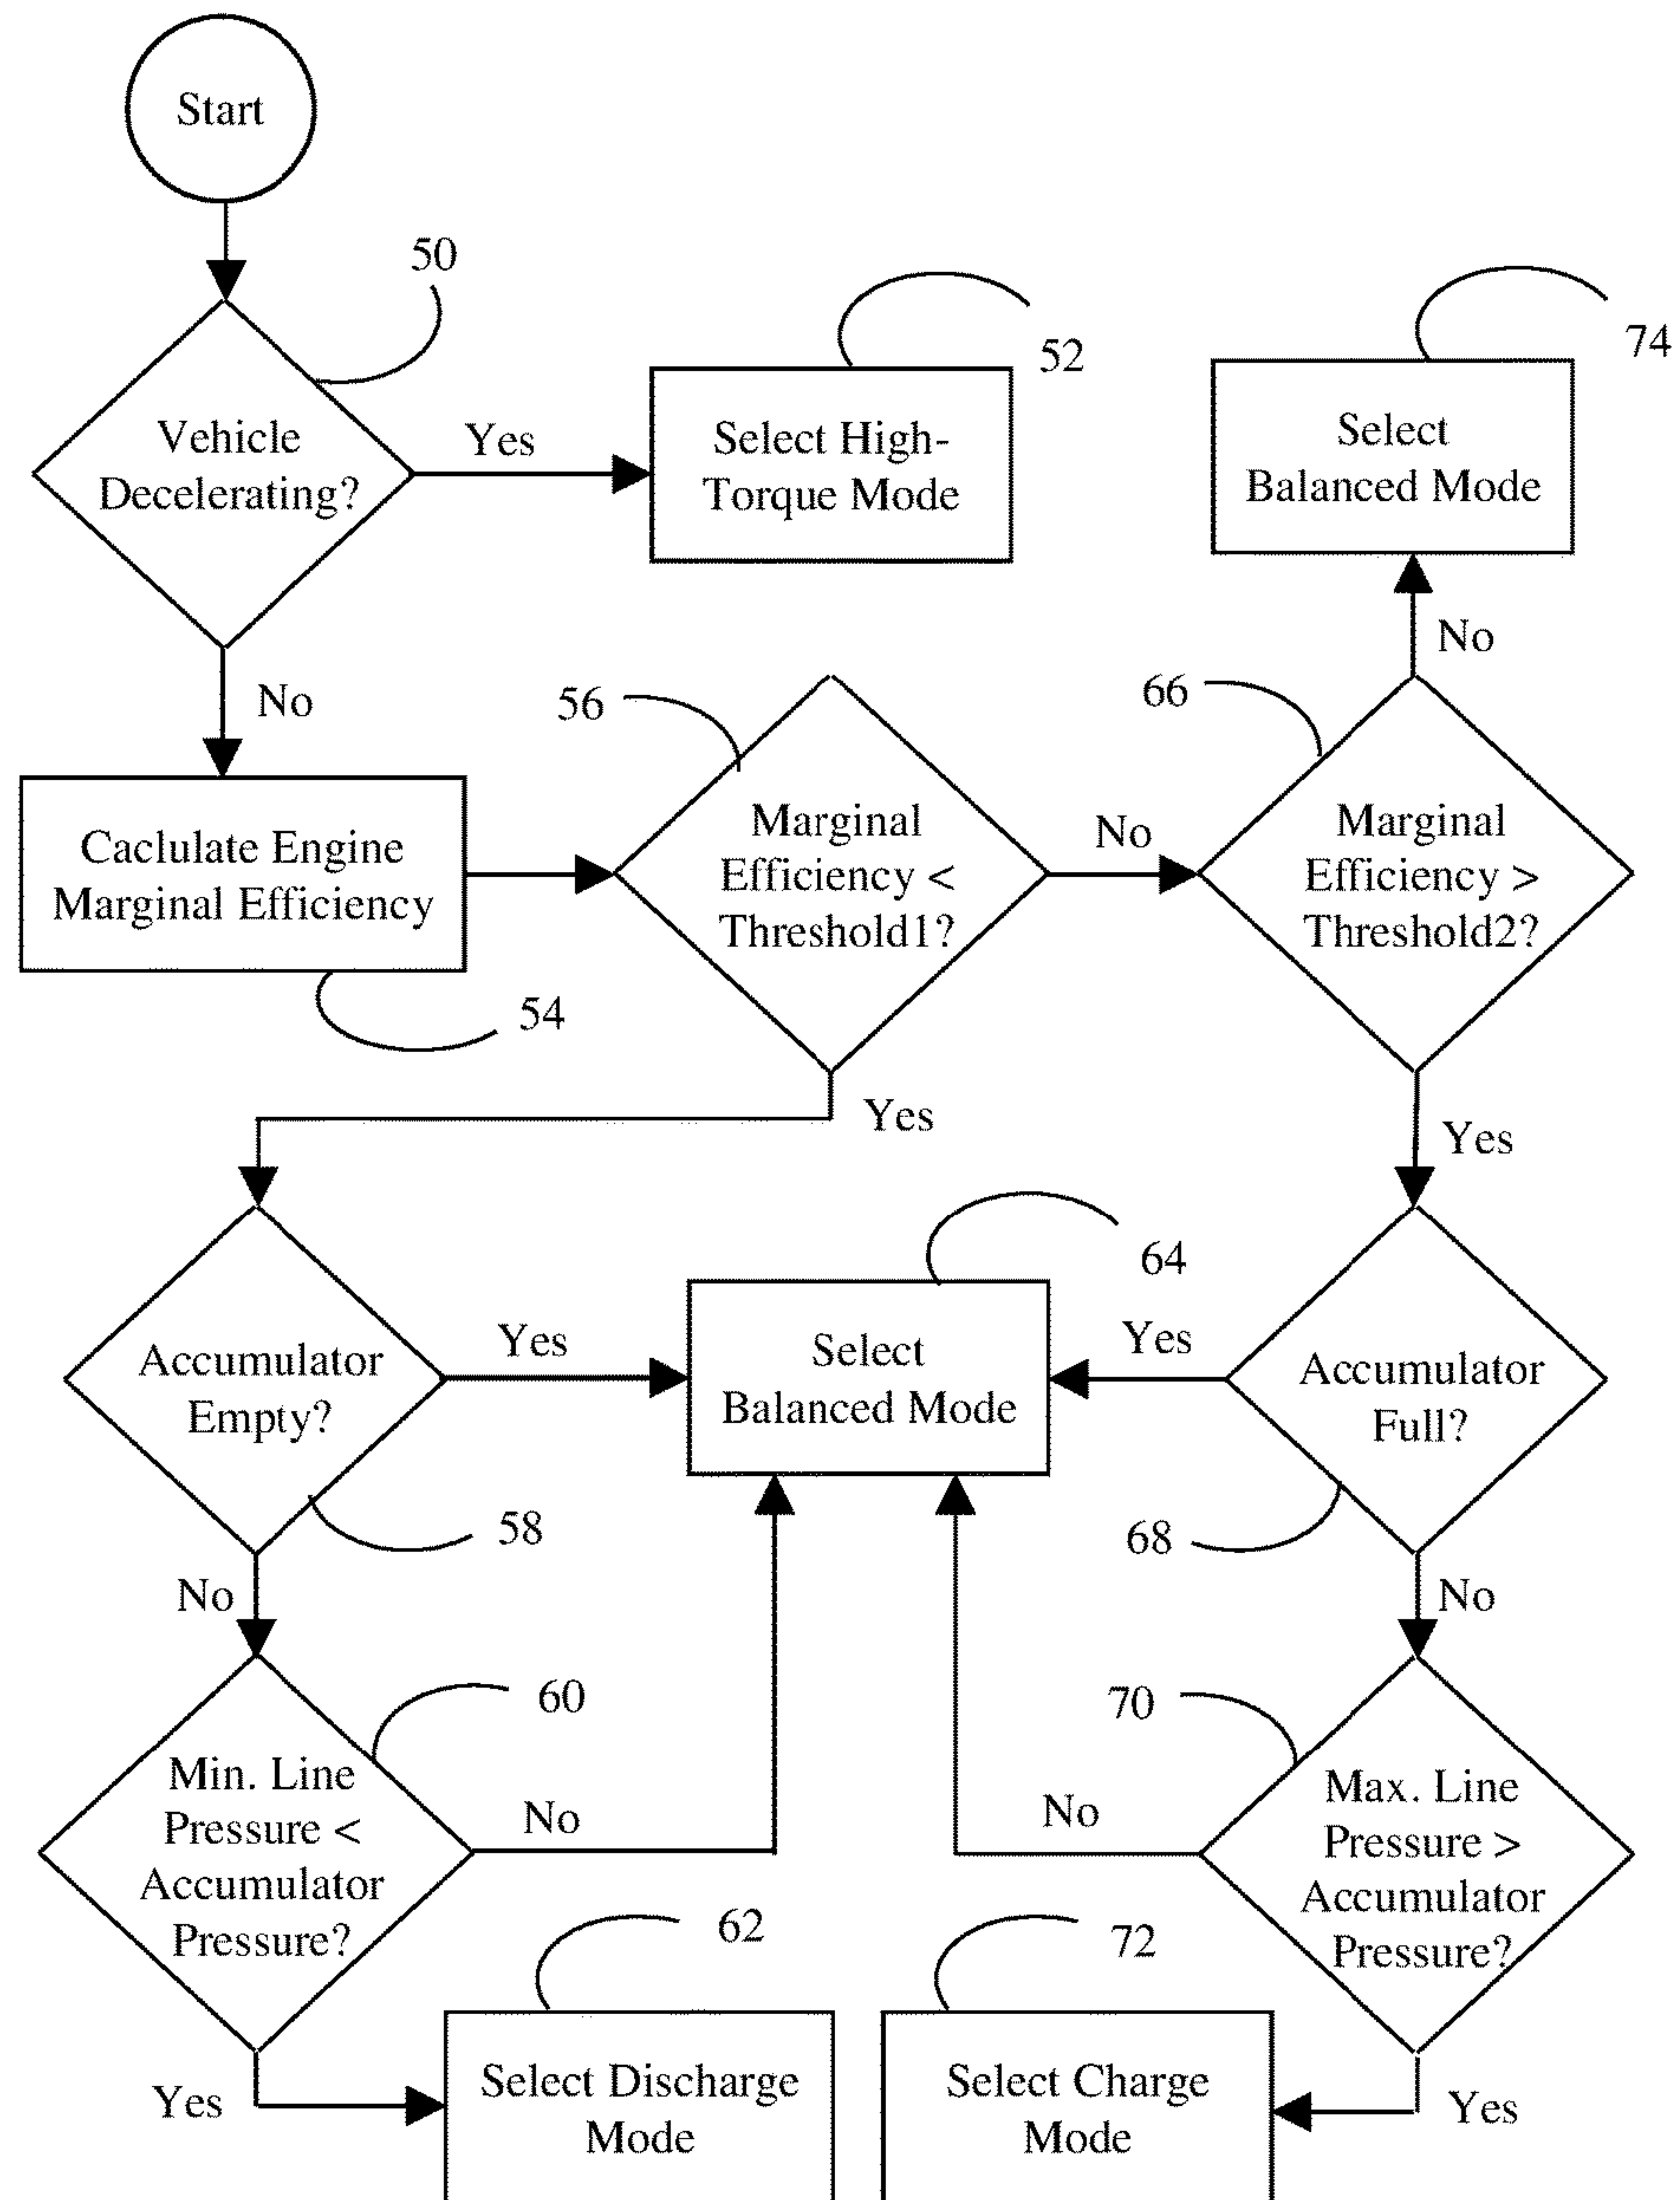 Start
50
52
74
Vehicle
Decelerating?
Yes
Select High-
Torque Mode
Select
Balanced Mode
No
No
56
66
Caclulate Engine
Marginal Efficiency
Marginal
Efficiency <
Threshold1?
No
Marginal
Efficiency >
Threshold2?
54
Yes
Yes
64
Accumulator
Empty?
Yes
Select
Balanced Mode
Yes
Accumulator
Full?
58
68
No
No
60
70
Min. Line
Pressure <
Accumulator
Pressure?
No
No
Max. Line
Pressure >
Accumulator
Pressure?
62
72
Yes
Select Discharge
Mode
Select Charge
Mode
Yes